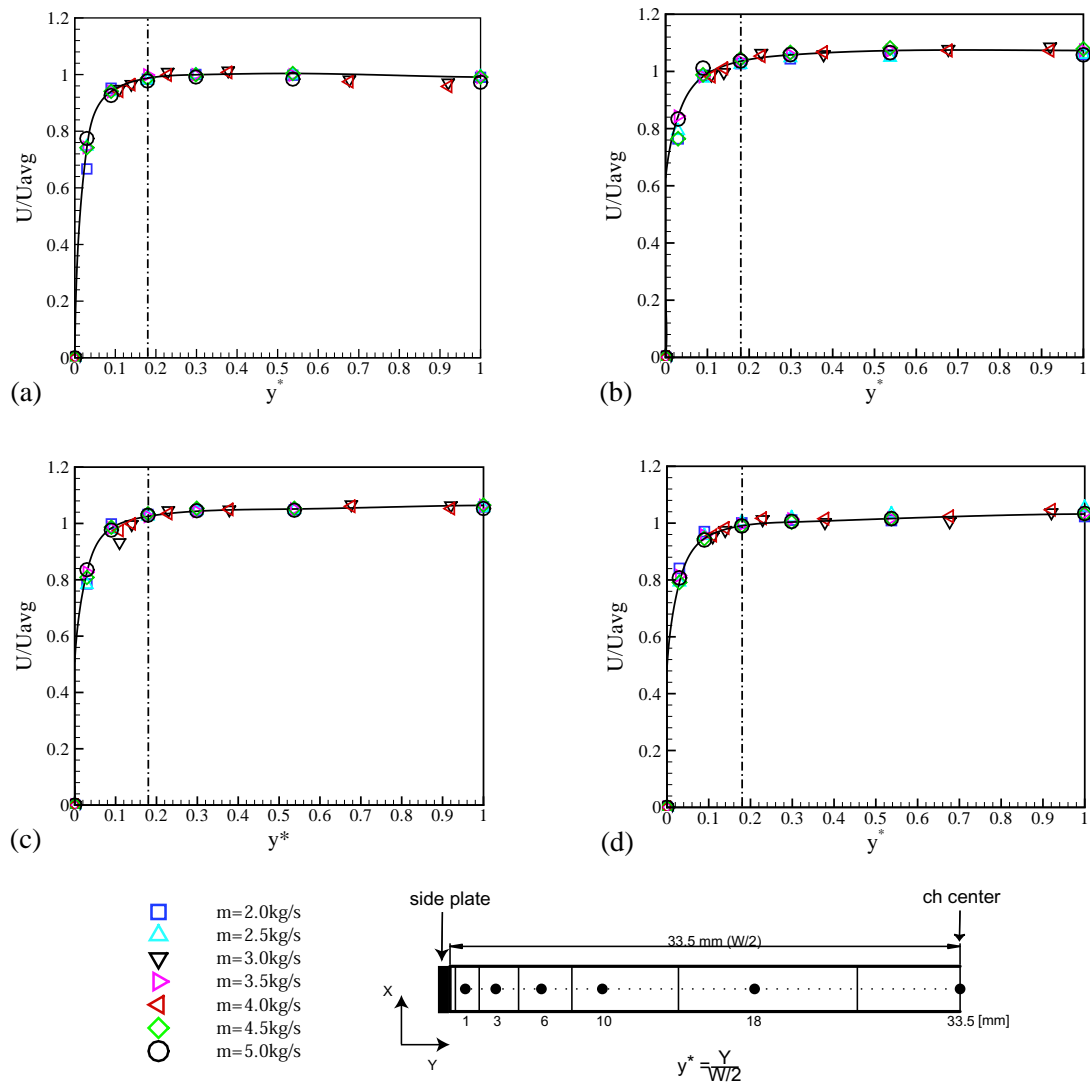 1.2
1
0.8
0.6
0.4
0.2
0
U/Uavg
0 0.1 0.2 0.3 0.4 0.5 0.6 0.7 0.8 0.9 1
y*
(a)
1.2
1
0.8
0.6
0.4
0.2
0
U/Uavg
0 0.1 0.2 0.3 0.4 0.5 0.6 0.7 0.8 0.9 1
y*
(b)
1.2
1
0.8
0.6
0.4
0.2
0
U/Uavg
0 0.1 0.2 0.3 0.4 0.5 0.6 0.7 0.8 0.9 1
y*
(c)
1.2
1
0.8
0.6
0.4
0.2
0
U/Uavg
0 0.1 0.2 0.3 0.4 0.5 0.6 0.7 0.8 0.9 1
y*
(d)
m=2.0kg/s
m=2.5kg/s
m=3.0kg/s
m=3.5kg/s
m=4.0kg/s
m=4.5kg/s
m=5.0kg/s
side plate
ch center
33.5 mm (W/2)
X
Y
1 3 6 10 18 33.5 [mm]
y* = Y
W/2